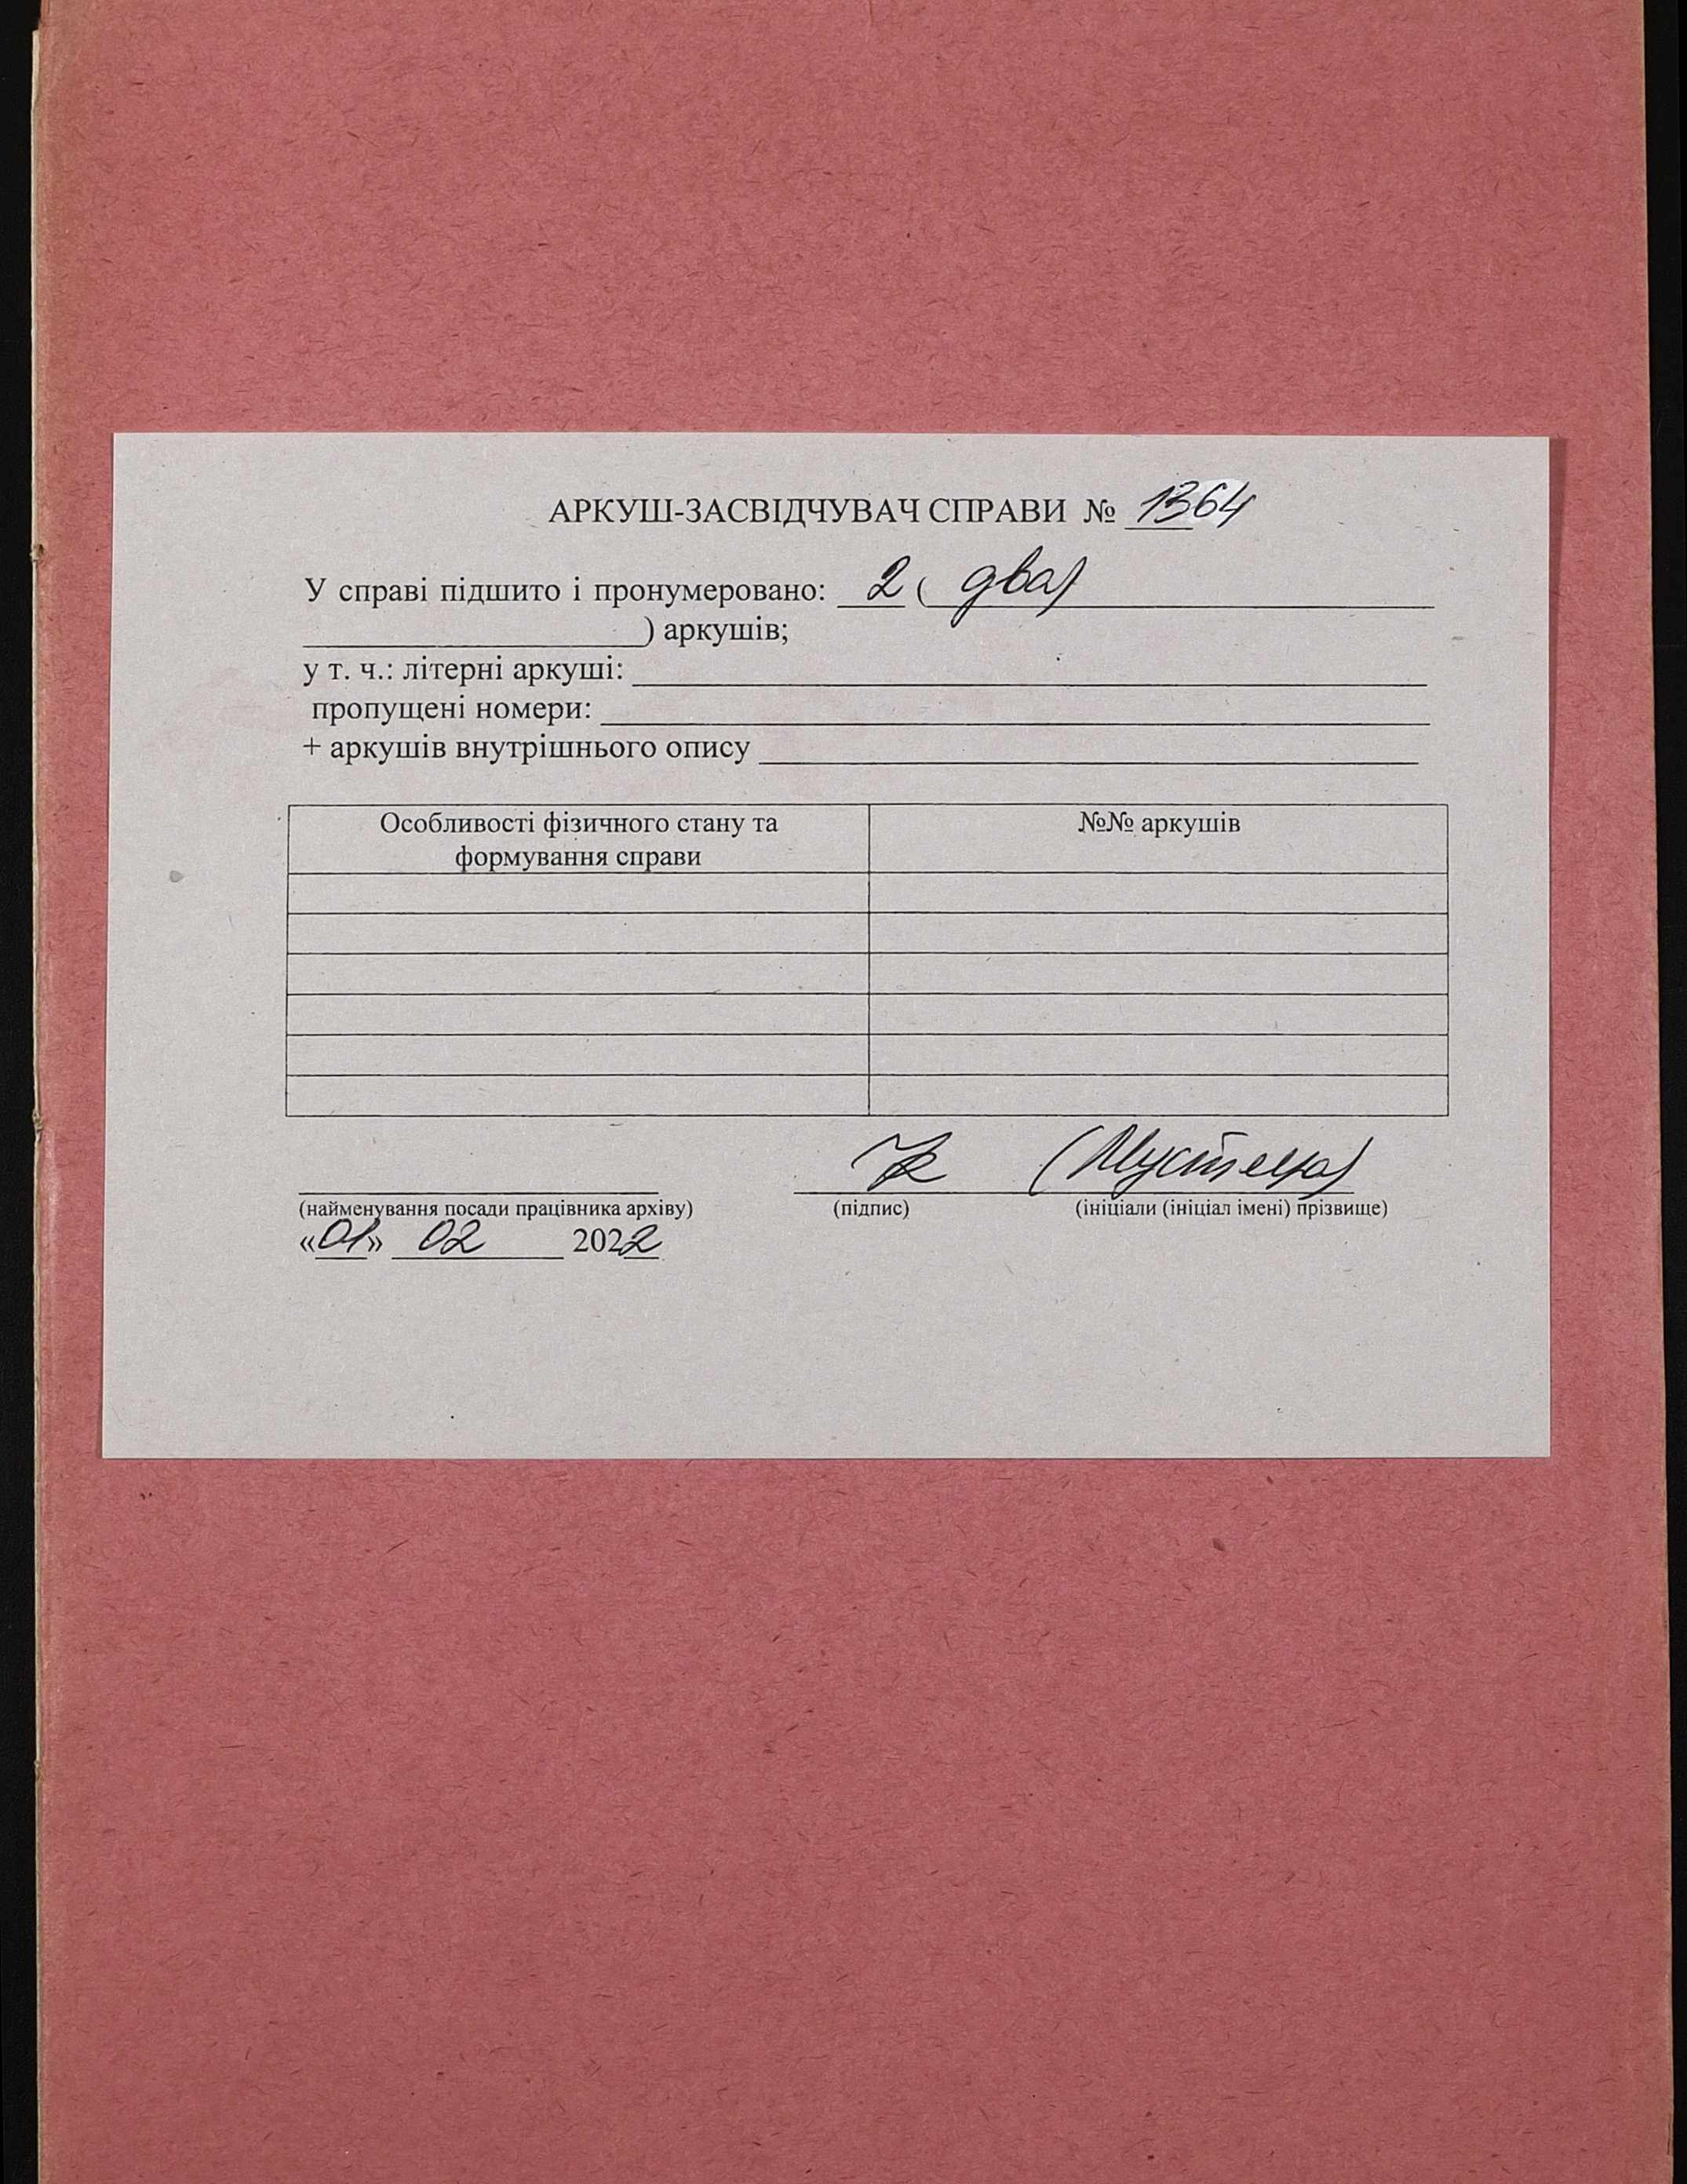 АРКУШ-ЗАСВІДЧУВАЧ СПРАВИ № 1364
У справі підшито і пронумеровано: 2 ( два)
) аркушів;
у т. ч.: літерні аркуші:
пропущені номери:
+ аркушів внутрішнього опису
Особливості фізичного стану та формування справи
№№ аркушів
(Мустеца)
(найменування посади працівника архіву) (підпис) (ініціали (ініціал імені) прізвище)
«01» 02 2022